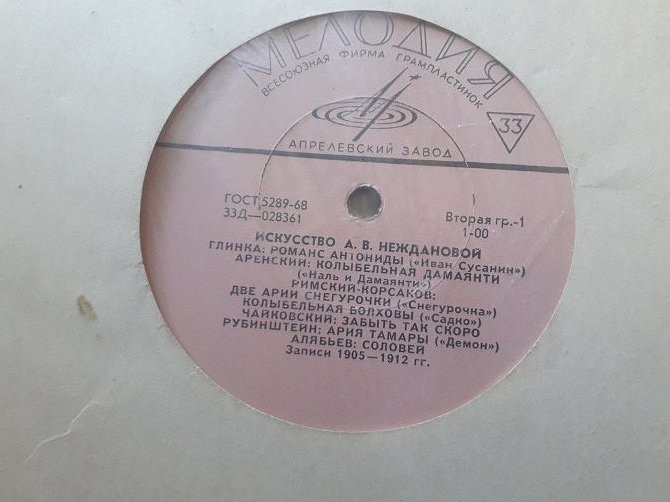 МЕЛОДИЯ
ВСЕСОЮЗНАЯ ФИРМА ГРАМПЛАСТИНОК
33
АПРЕЛЕВСКИЙ ЗАВОД
ГОСТ 5289-68
33Д—028361
Вторая гр.-1
1-00
ИСКУССТВО А. В. НЕЖДАНОВОЙ
ГЛИНКА: РОМАНС АНТОНИДЫ («Иван Сусанин»)
АРЕНСКИЙ: КОЛЫБЕЛЬНАЯ ДАМАЯНТИ
(«Наль и Дамаянти»)
РИМСКИЙ-КОРСАКОВ:
ДВЕ АРИИ СНЕГУРОЧКИ («Снегурочка»)
КОЛЫБЕЛЬНАЯ ВОЛХОВЫ («Садко»)
ЧАЙКОВСКИЙ: ЗАБЫТЬ ТАК СКОРО
РУБИНШТЕЙН: АРИЯ ТАМАРЫ («Демон»)
АЛЯБЬЕВ: СОЛОВЕЙ
Записи 1905—1912 гг.